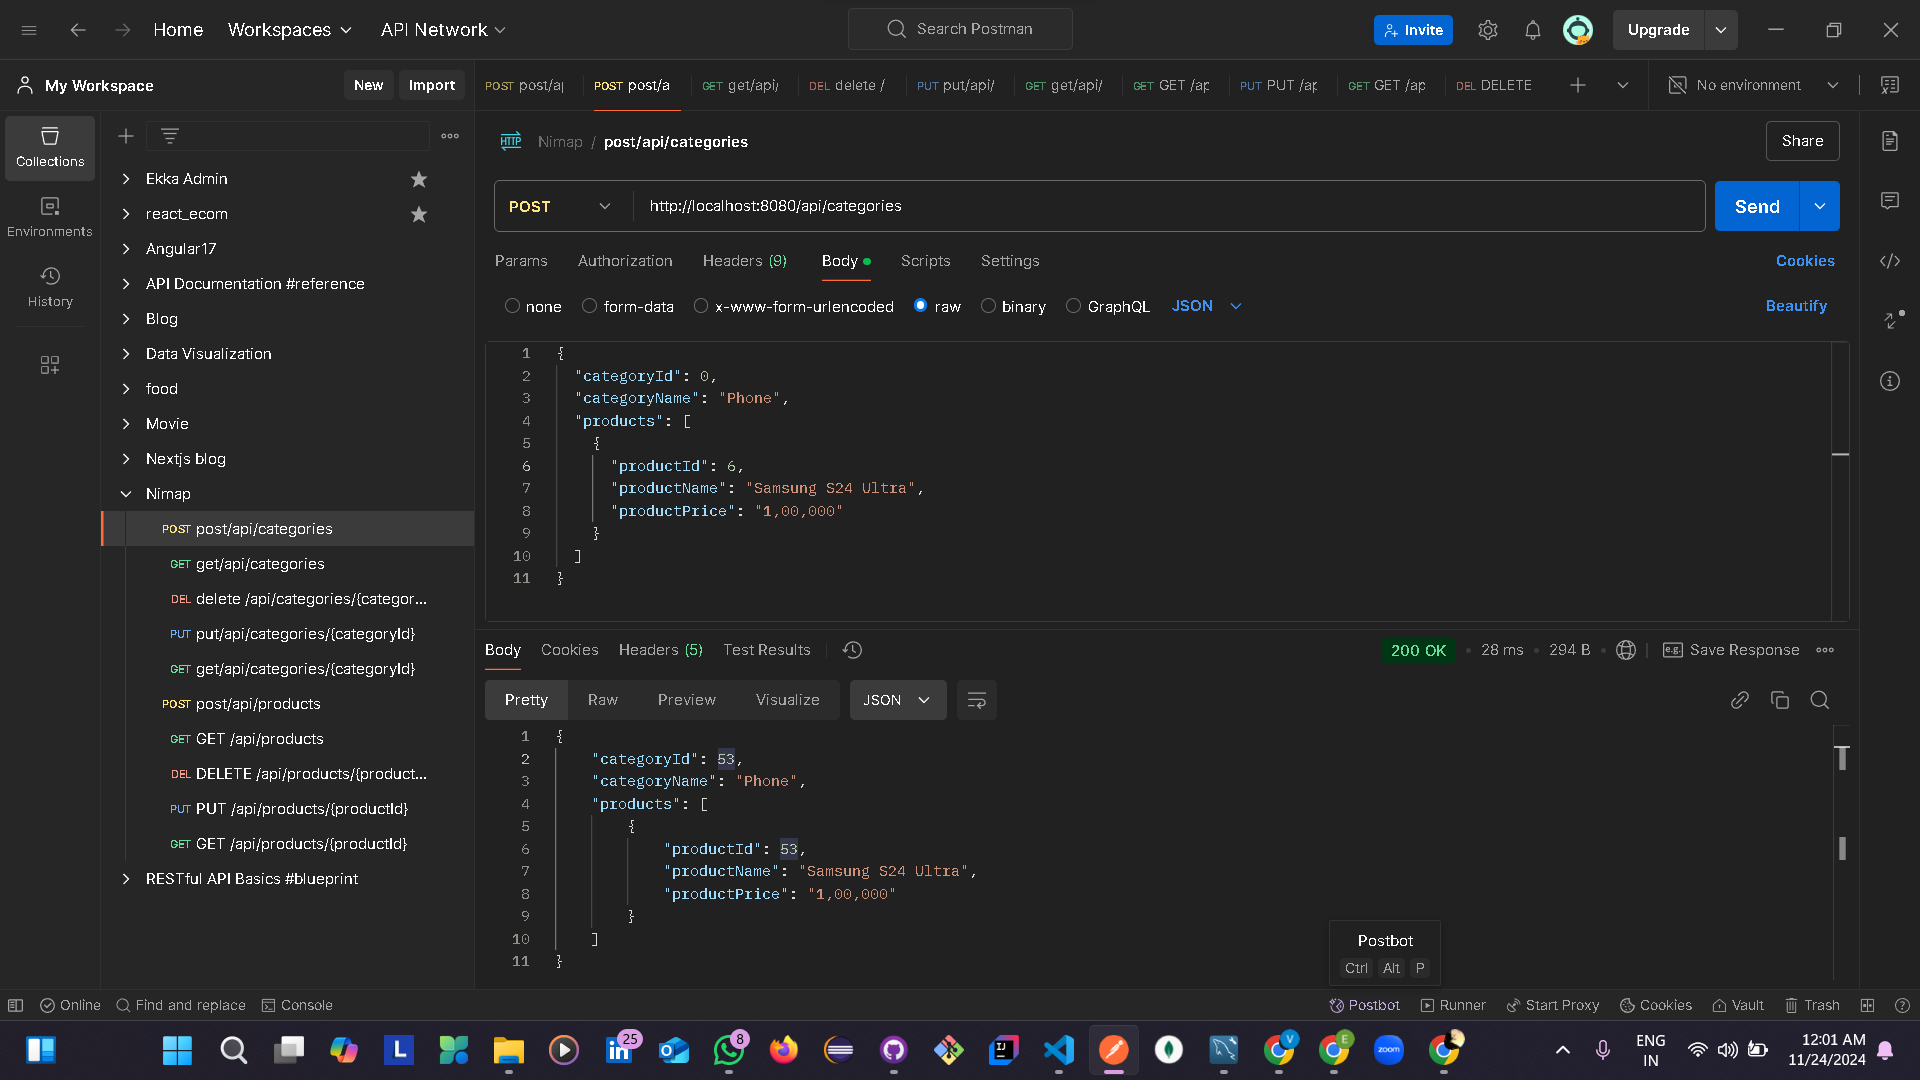 Home Workspaces API Network Search Postman Invite Upgrade
My Workspace New Import POST post/a POST post/a GET get/api/ DEL delete / PUT put/api/ GET get/api/ GET GET /ap PUT PUT /ap GET GET /ap DEL DELETE No environment
Collections
Environments
History
Ekka Admin
react_ecom
Angular17
API Documentation #reference
Blog
Data Visualization
food
Movie
Nextjs blog
Nimap
POST post/api/categories
GET get/api/categories
DEL delete /api/categories/{categor...
PUT put/api/categories/{categoryId}
GET get/api/categories/{categoryId}
POST post/api/products
GET GET /api/products
DEL DELETE /api/products/{product...
PUT PUT /api/products/{productId}
GET GET /api/products/{productId}
RESTful API Basics #blueprint
HTTP Nimap / post/api/categories Share
POST http://localhost:8080/api/categories Send
Params Authorization Headers (9) Body Scripts Settings Cookies
none form-data x-www-form-urlencoded raw binary GraphQL JSON Beautify
1 {
2 "categoryId": 0,
3 "categoryName": "Phone",
4 "products": [
5 {
6 "productId": 6,
7 "productName": "Samsung S24 Ultra",
8 "productPrice": "1,00,000"
9 }
10 ]
11 }
Body Cookies Headers (5) Test Results 200 OK • 28 ms • 294 B • e.g. Save Response
Pretty Raw Preview Visualize JSON
1 {
2 "categoryId": 53,
3 "categoryName": "Phone",
4 "products": [
5 {
6 "productId": 53,
7 "productName": "Samsung S24 Ultra",
8 "productPrice": "1,00,000"
9 }
10 ]
11 }
Postbot
Ctrl Alt P
Online Find and replace Console Postbot Runner Start Proxy Cookies Vault Trash
L 25 8 IJ V E zoom ENG IN 12:01 AM
11/24/2024